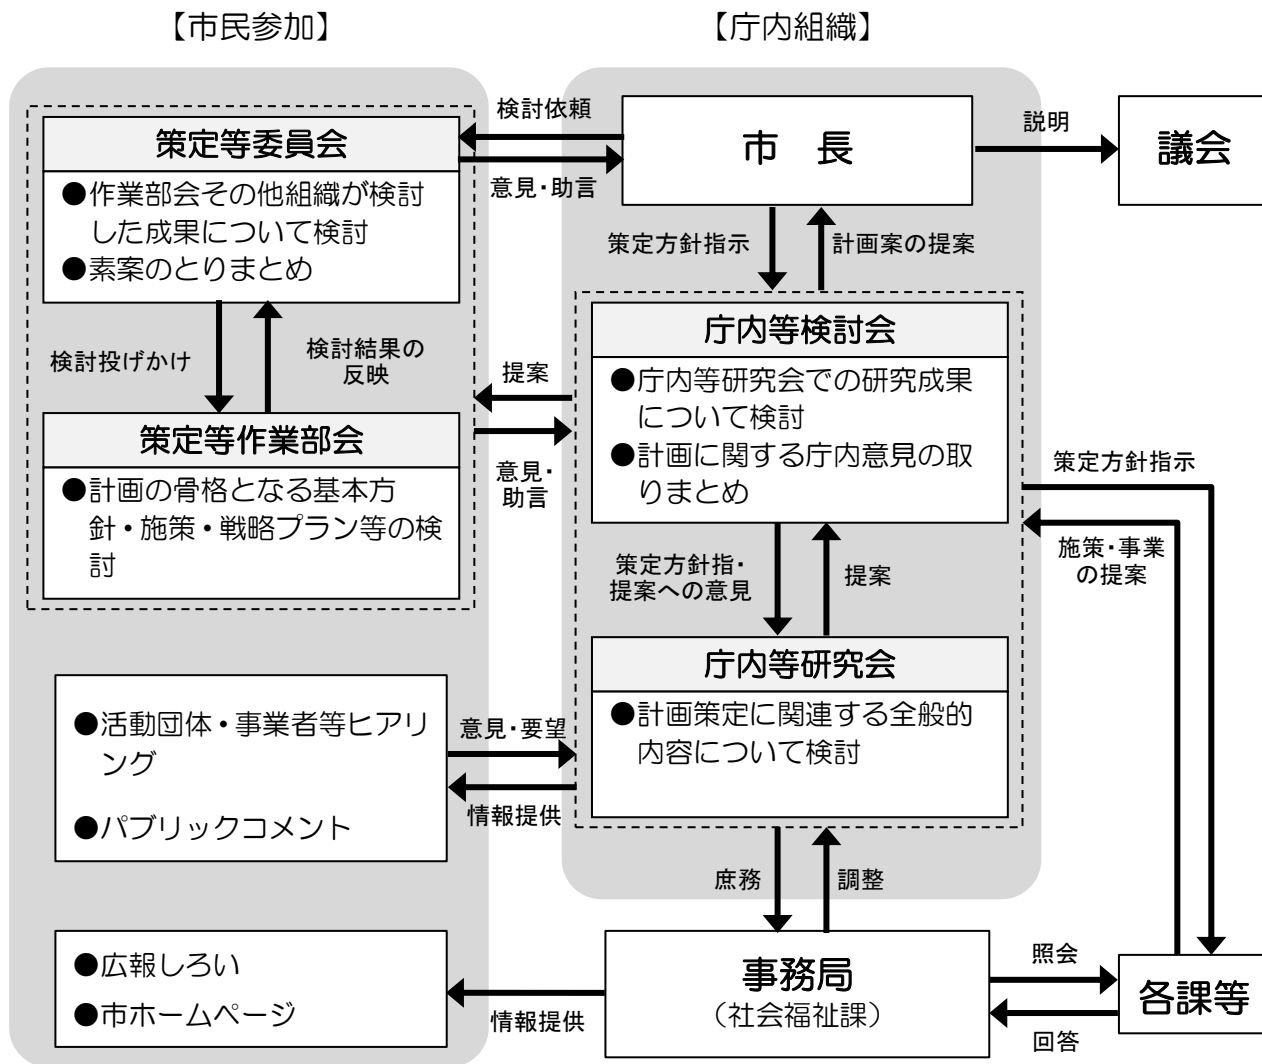 【市民参加】
【庁内組織】
検討依頼
意見・助言
策定等委員会
●作業部会その他組織が検討
した成果について検討
●素案のとりまとめ
市　長
説明
議会
策定方針指示
計画案の提案
検討投げかけ
検討結果の
反映
提案
意見・
助言
庁内等検討会
●庁内等研究会での研究成果
について検討
●計画に関する庁内意見の取
りまとめ
策定等作業部会
●計画の骨格となる基本方
針・施策・戦略プラン等の検
討
策定方針指示
施策・事業
の提案
策定方針指・
提案への意見
提案
庁内等研究会
●計画策定に関連する全般的
内容について検討
●活動団体・事業者等ヒアリ
ング
●パブリックコメント
意見・要望
情報提供
庶務
調整
●広報しろい
●市ホームページ
情報提供
事務局
（社会福祉課）
照会
回答
各課等